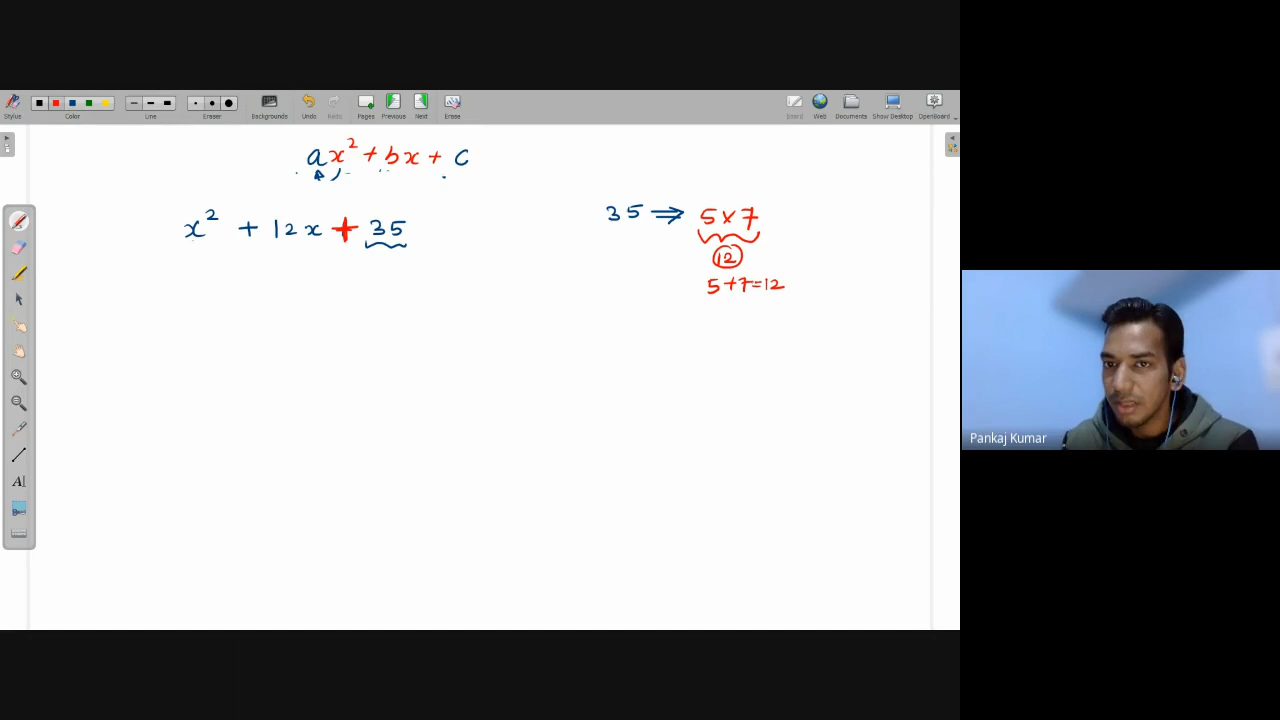 Stylus
Color
Line
Eraser
Backgrounds
Undo
Redo
Pages
Previous
Next
Erase
Board
Web
Documents
Show Desktop
OpenBoard
ax² + bx + c
x² + 12x + 35
35 ⇒ 5 × 7
12
5+7=12
Pankaj Kumar